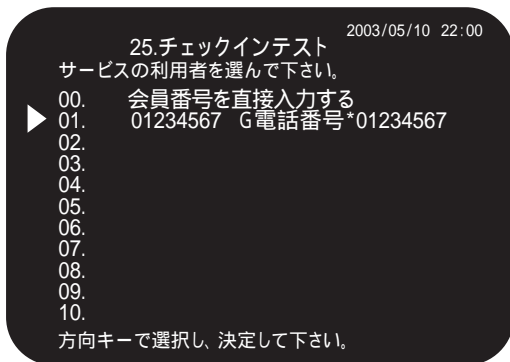 2003/05/10 22:00
25.チェックインテスト
サービスの利用者を選んで下さい。
00. 会員番号を直接入力する
01. 01234567 G電話番号*01234567
02.
03.
04.
05.
06.
07.
08.
09.
10.
方向キーで選択し、決定して下さい。